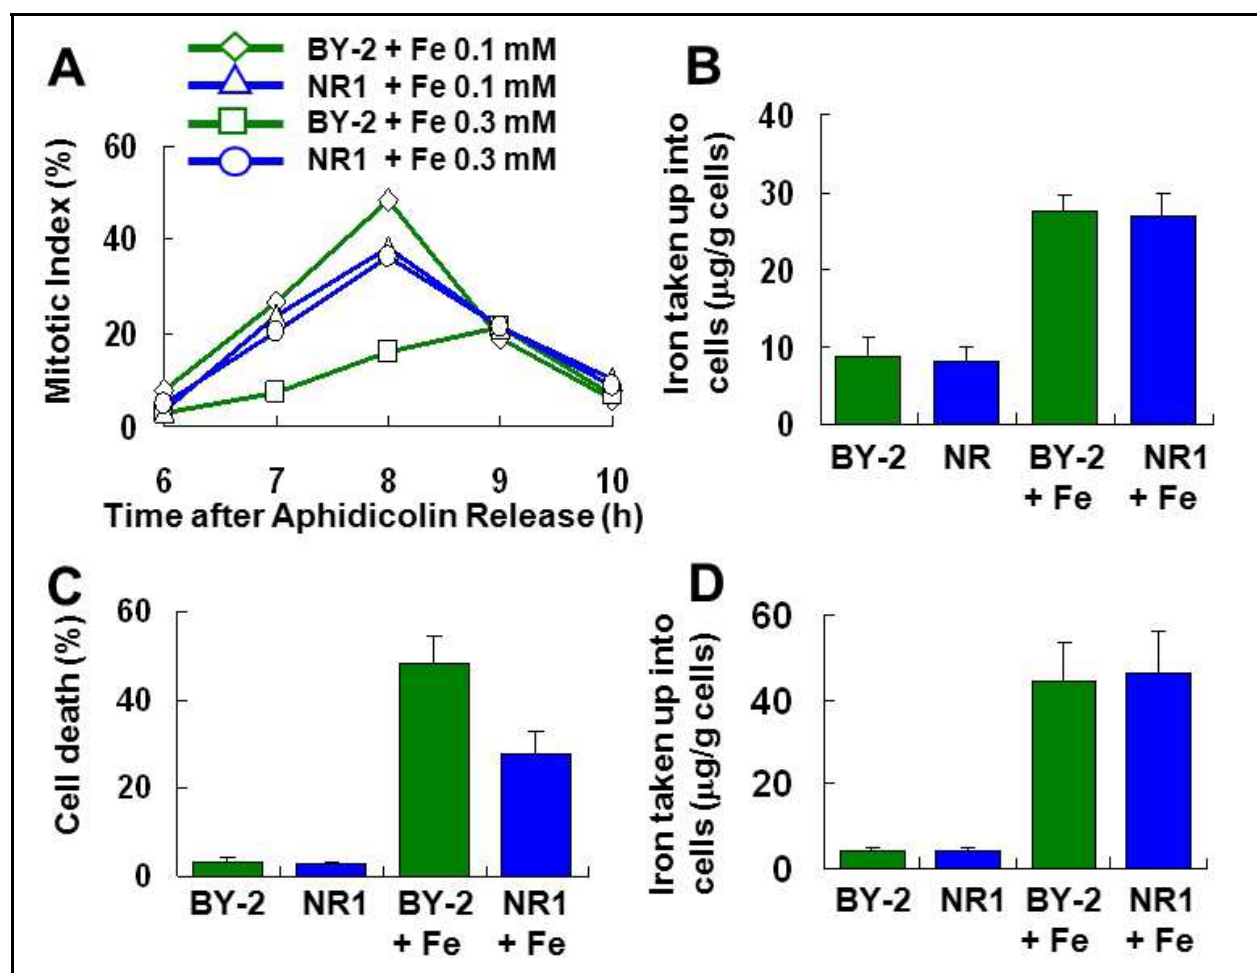 A
BY-2 + Fe 0.1 mM
NR1 + Fe 0.1 mM
BY-2 + Fe 0.3 mM
NR1 + Fe 0.3 mM
Mitotic Index (%)
60
40
20
0
6 7 8 9 10
Time after Aphidicolin Release (h)
B
Iron taken up into
cells (μg/g cells)
40
30
20
10
0
BY-2 NR BY-2 NR1
+ Fe + Fe
C
Cell death (%)
60
40
20
0
BY-2 NR1 BY-2 NR1
+ Fe + Fe
D
Iron taken up into
cells (μg/g cells)
60
40
20
0
BY-2 NR1 BY-2 NR1
+ Fe + Fe